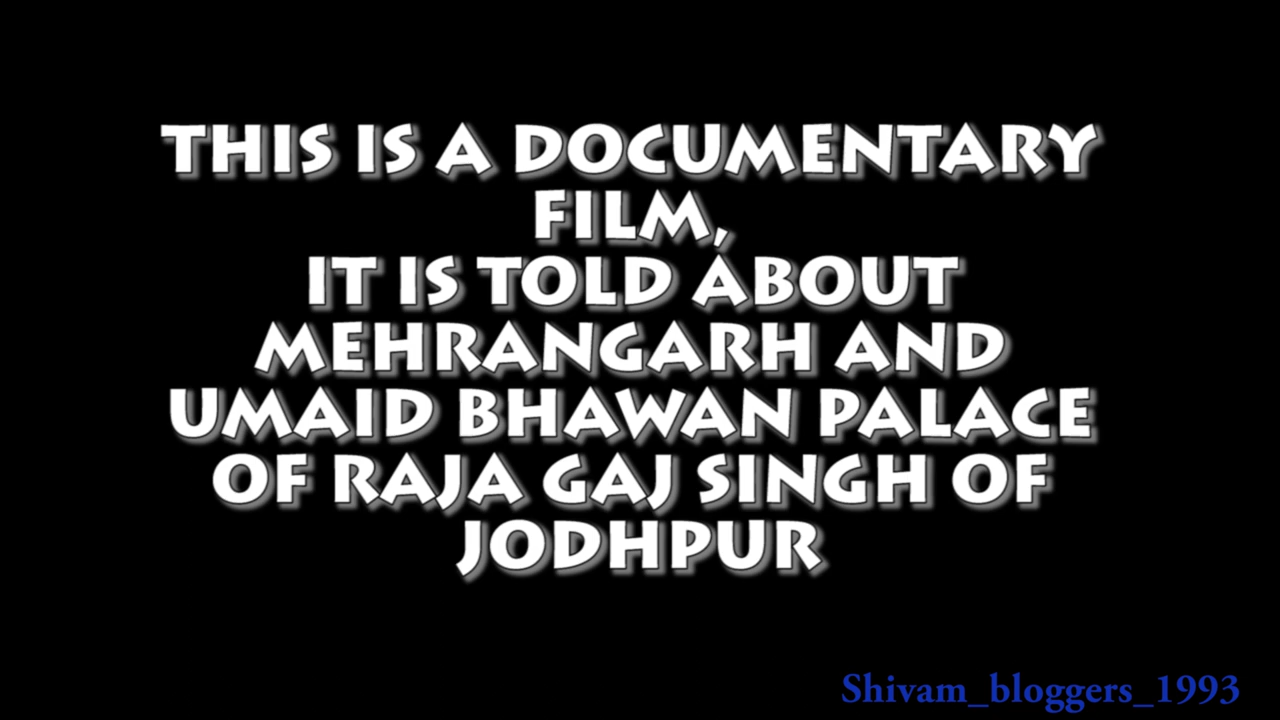 THIS IS A DOCUMENTARY
FILM,
IT IS TOLD ABOUT
MEHRANGARH AND
UMAID BHAWAN PALACE
OF RAJA GAJ SINGH OF
JODHPUR
Shivam_bloggers_1993